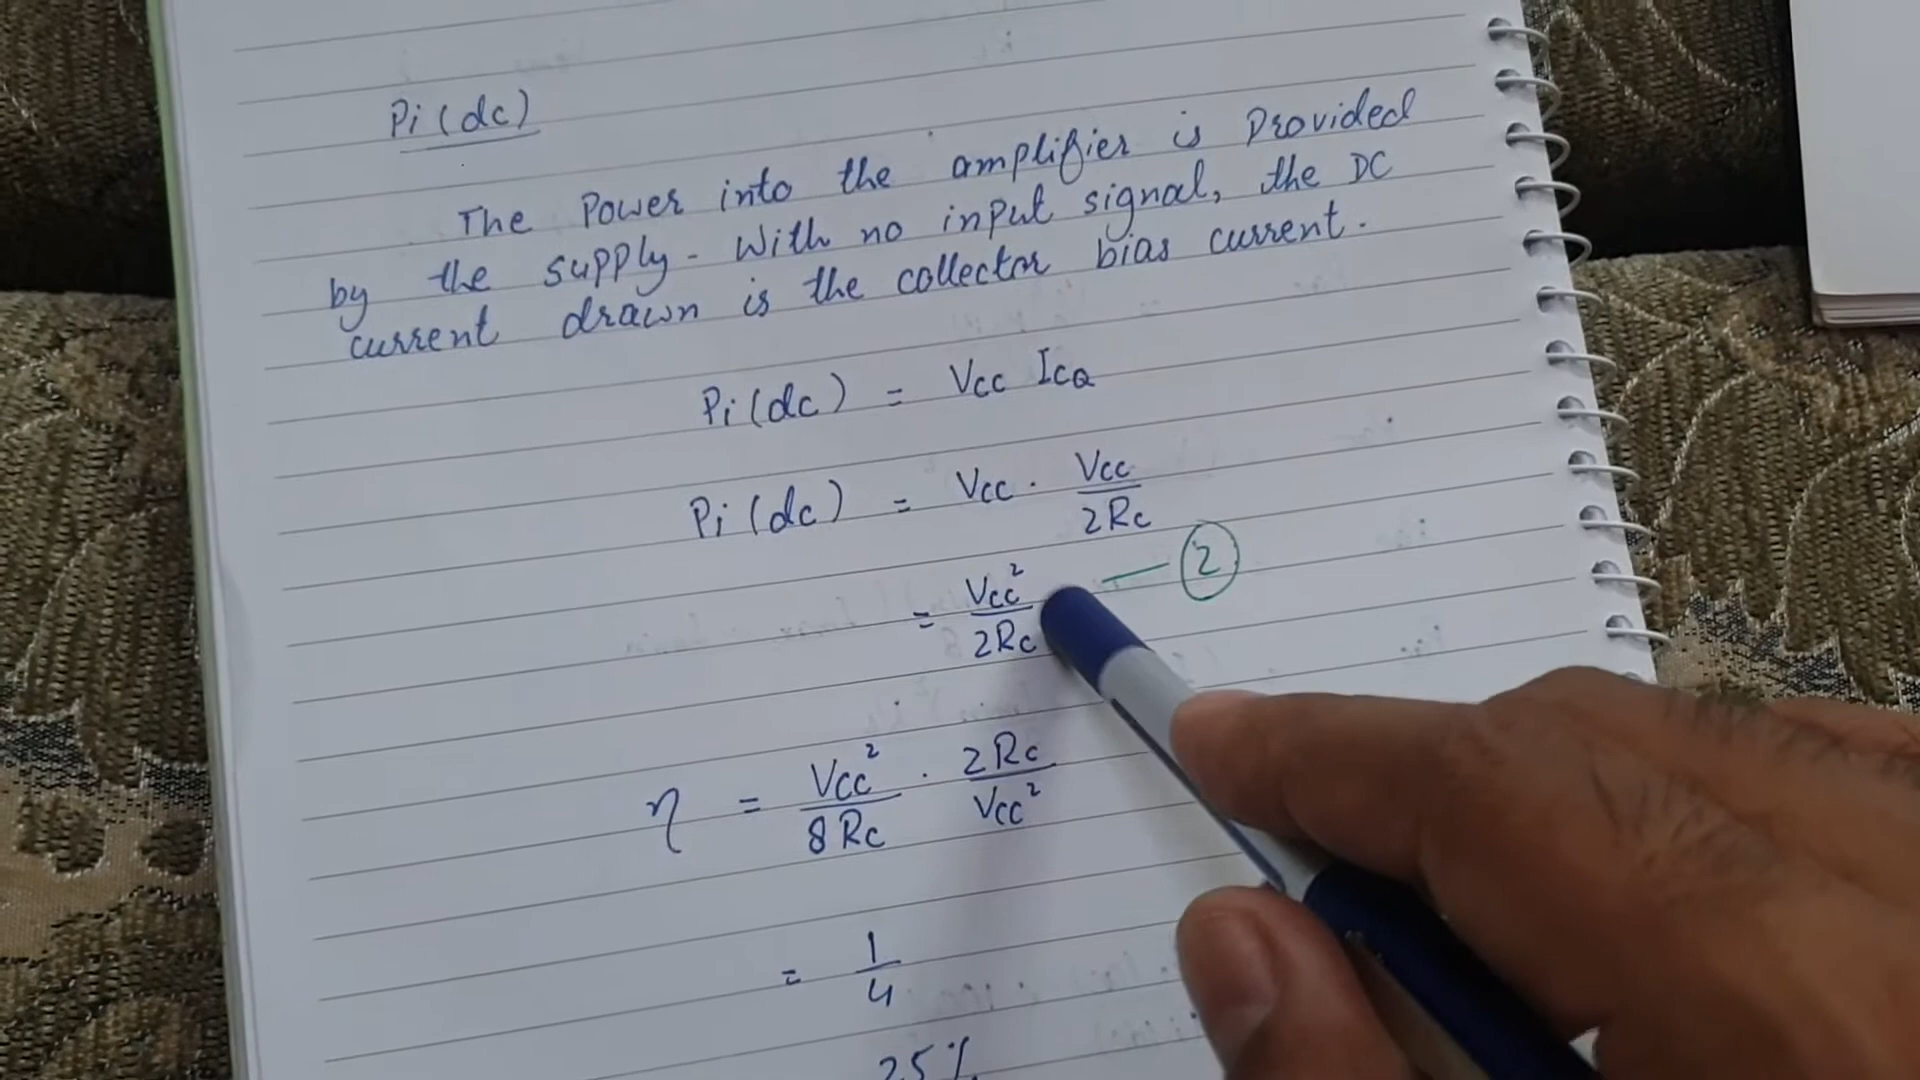 Pi (dc)
The Power into the amplifier is Provided
by the supply - With no input signal, the DC
current drawn is the collector bias current.
Pi (dc) = Vcc IcQ
Pi (dc) = Vcc . Vcc / 2Rc
= Vcc² / 2Rc — 2
η = Vcc² / 8Rc . 2Rc / Vcc²
= 1 / 4
25%